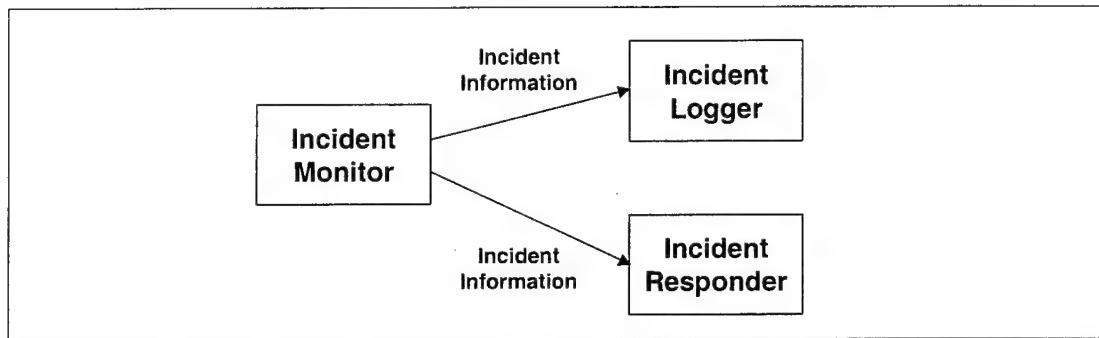 Incident
Information
Incident
Logger
Incident
Monitor
Incident
Information
Incident
Responder